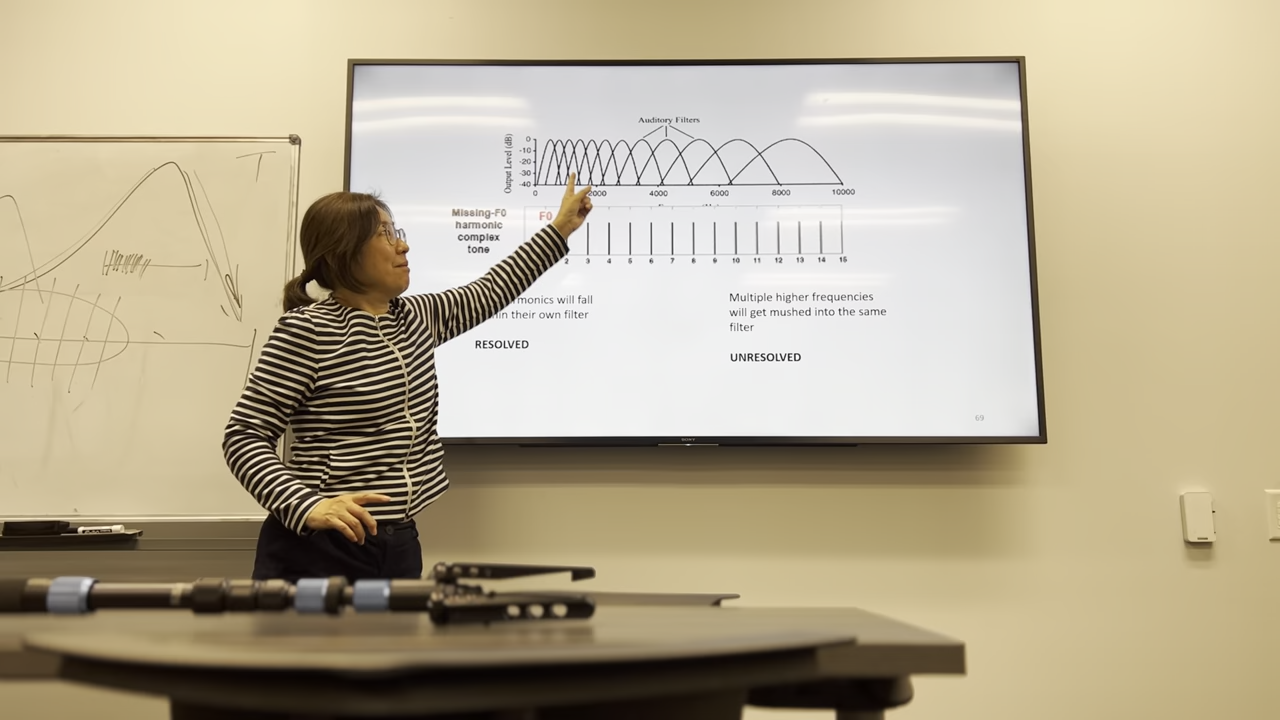 T
Auditory Filters
Output Level (dB)
0
-10
-20
-30
-40
0 2000 4000 6000 8000 10000
Missing-F0
harmonic
complex
tone
F0
2 3 4 5 6 7 8 9 10 11 12 13 14 15
monics will fall
in their own filter
RESOLVED
Multiple higher frequencies
will get mushed into the same
filter
UNRESOLVED
69
SONY